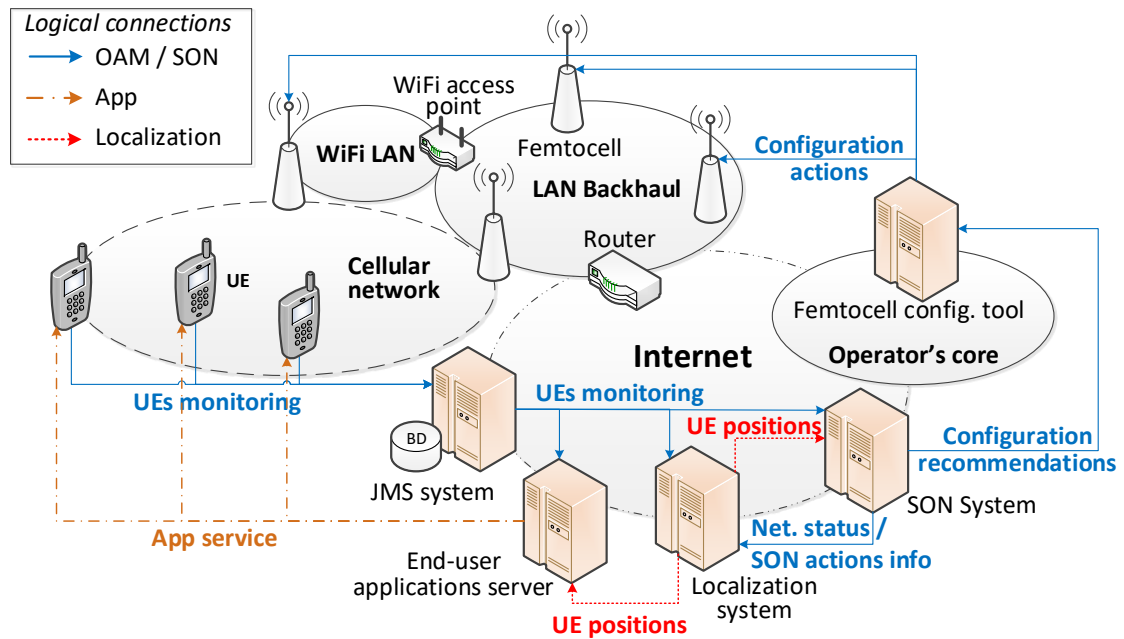 Logical connections
OAM / SON
App
Localization
WiFi access
point
WiFi LAN
Femtocell
LAN Backhaul
Configuration
actions
Router
UE
Cellular
network
Femtocell config. tool
Operator's core
Internet
UEs monitoring
UEs monitoring
UE positions
BD
JMS system
Configuration
recommendations
SON System
App service
Net. status /
SON actions info
End-user
applications server
Localization
system
UE positions